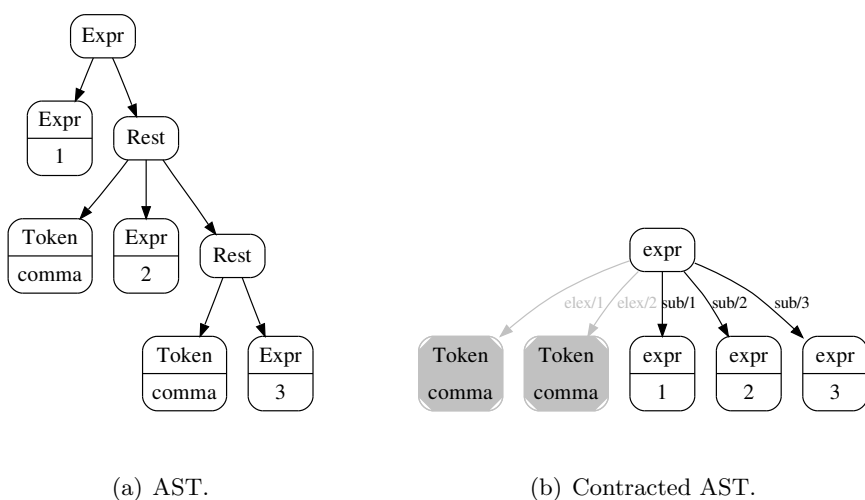 Expr
Expr
1
Rest
Token
comma
Expr
2
Rest
Token
comma
Expr
3
(a) AST.
expr
elex/1
elex/2
sub/1
sub/2
sub/3
Token
comma
Token
comma
expr
1
expr
2
expr
3
(b) Contracted AST.